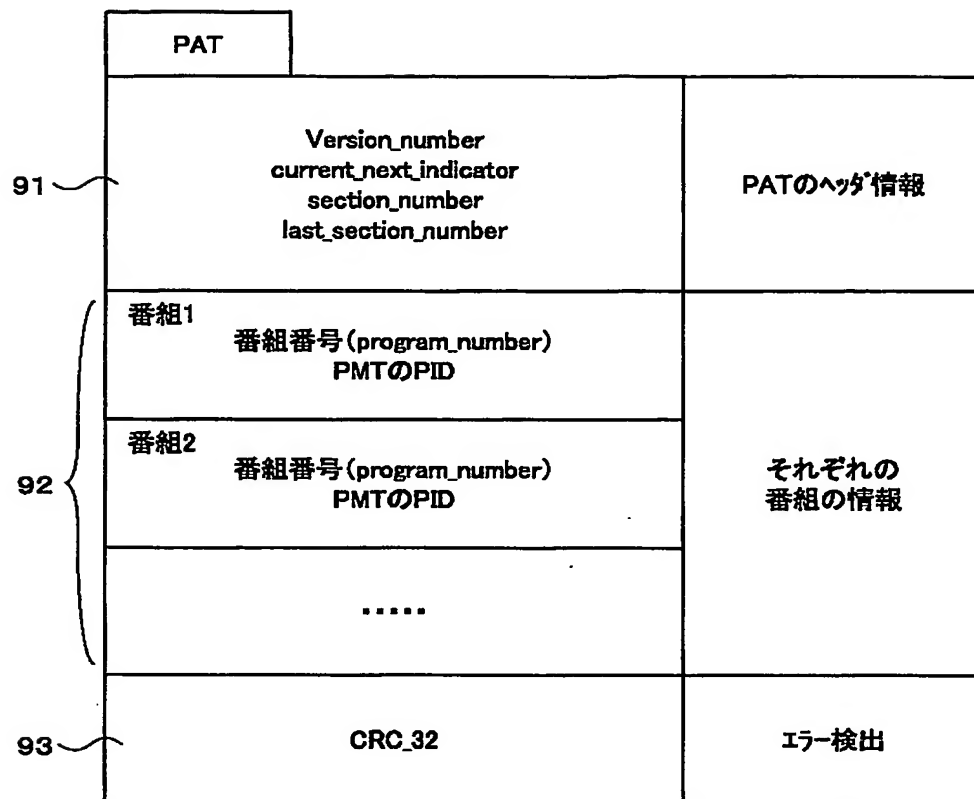 PAT
91
Version_number
current_next_indicator
section_number
last_section_number
PATのヘッダ情報
92
番組1
番組番号(program_number)
PMTのPID
番組2
番組番号(program_number)
PMTのPID
.....
それぞれの
番組の情報
93
CRC_32
エラー検出